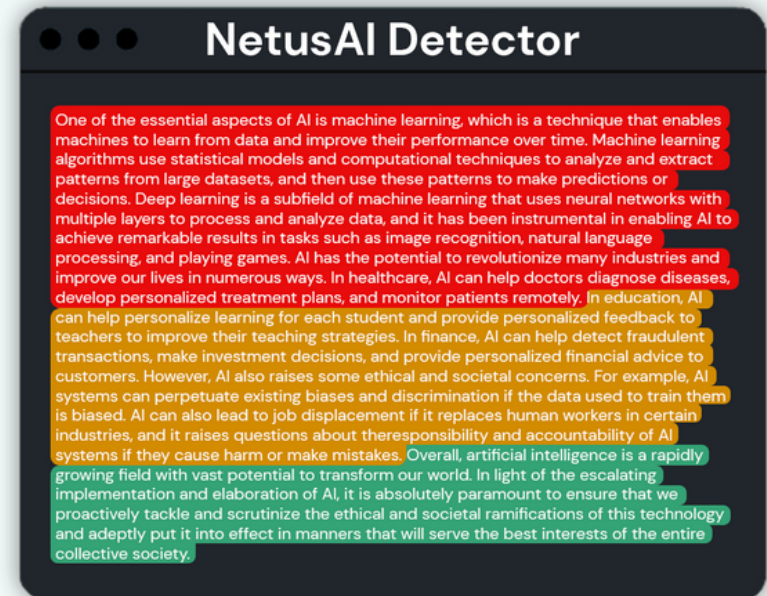 NetusAI Detector
One of the essential aspects of AI is machine learning, which is a technique that enables
machines to learn from data and improve their performance over time. Machine learning
algorithms use statistical models and computational techniques to analyze and extract
patterns from large datasets, and then use these patterns to make predictions or
decisions. Deep learning is a subfield of machine learning that uses neural networks with
multiple layers to process and analyze data, and it has been instrumental in enabling AI to
achieve remarkable results in tasks such as image recognition, natural language
processing, and playing games. AI has the potential to revolutionize many industries and
improve our lives in numerous ways. In healthcare, AI can help doctors diagnose diseases,
develop personalized treatment plans, and monitor patients remotely. In education, AI
can help personalize learning for each student and provide personalized feedback to
teachers to improve their teaching strategies. In finance, AI can help detect fraudulent
transactions, make investment decisions, and provide personalized financial advice to
customers. However, AI also raises some ethical and societal concerns. For example, AI
systems can perpetuate existing biases and discrimination if the data used to train them
is biased. AI can also lead to job displacement if it replaces human workers in certain
industries, and it raises questions about theresponsibility and accountability of AI
systems if they cause harm or make mistakes. Overall, artificial intelligence is a rapidly
growing field with vast potential to transform our world. In light of the escalating
implementation and elaboration of AI, it is absolutely paramount to ensure that we
proactively tackle and scrutinize the ethical and societal ramifications of this technology
and adeptly put it into effect in manners that will serve the best interests of the entire
collective society.